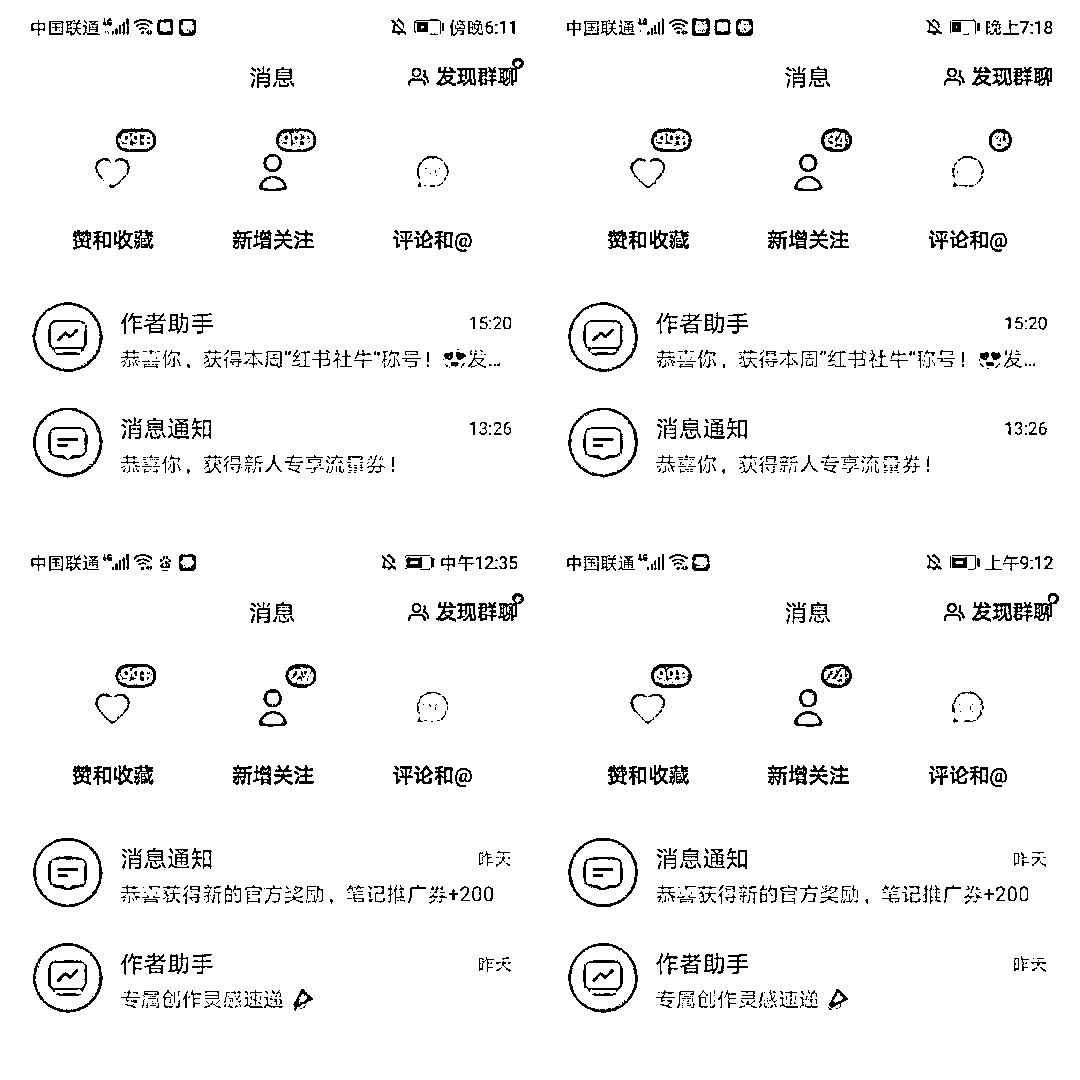 中国联通 傍晚6:11
消息 发现群聊
赞和收藏 新增关注 评论和@
作者助手 15:20
恭喜你，获得本周"红书社牛"称号！😍发...
消息通知 13:26
恭喜你，获得新人专享流量券！
中国联通 晚上7:18
消息 发现群聊
34
赞和收藏 新增关注 评论和@
作者助手 15:20
恭喜你，获得本周"红书社牛"称号！😍发...
消息通知 13:26
恭喜你，获得新人专享流量券！
中国联通 中午12:35
消息 发现群聊
赞和收藏 新增关注 评论和@
消息通知 昨天
恭喜获得新的官方奖励，笔记推广券+200
作者助手 昨天
专属创作灵感速递
中国联通 上午9:12
消息 发现群聊
24
赞和收藏 新增关注 评论和@
消息通知 昨天
恭喜获得新的官方奖励，笔记推广券+200
作者助手 昨天
专属创作灵感速递